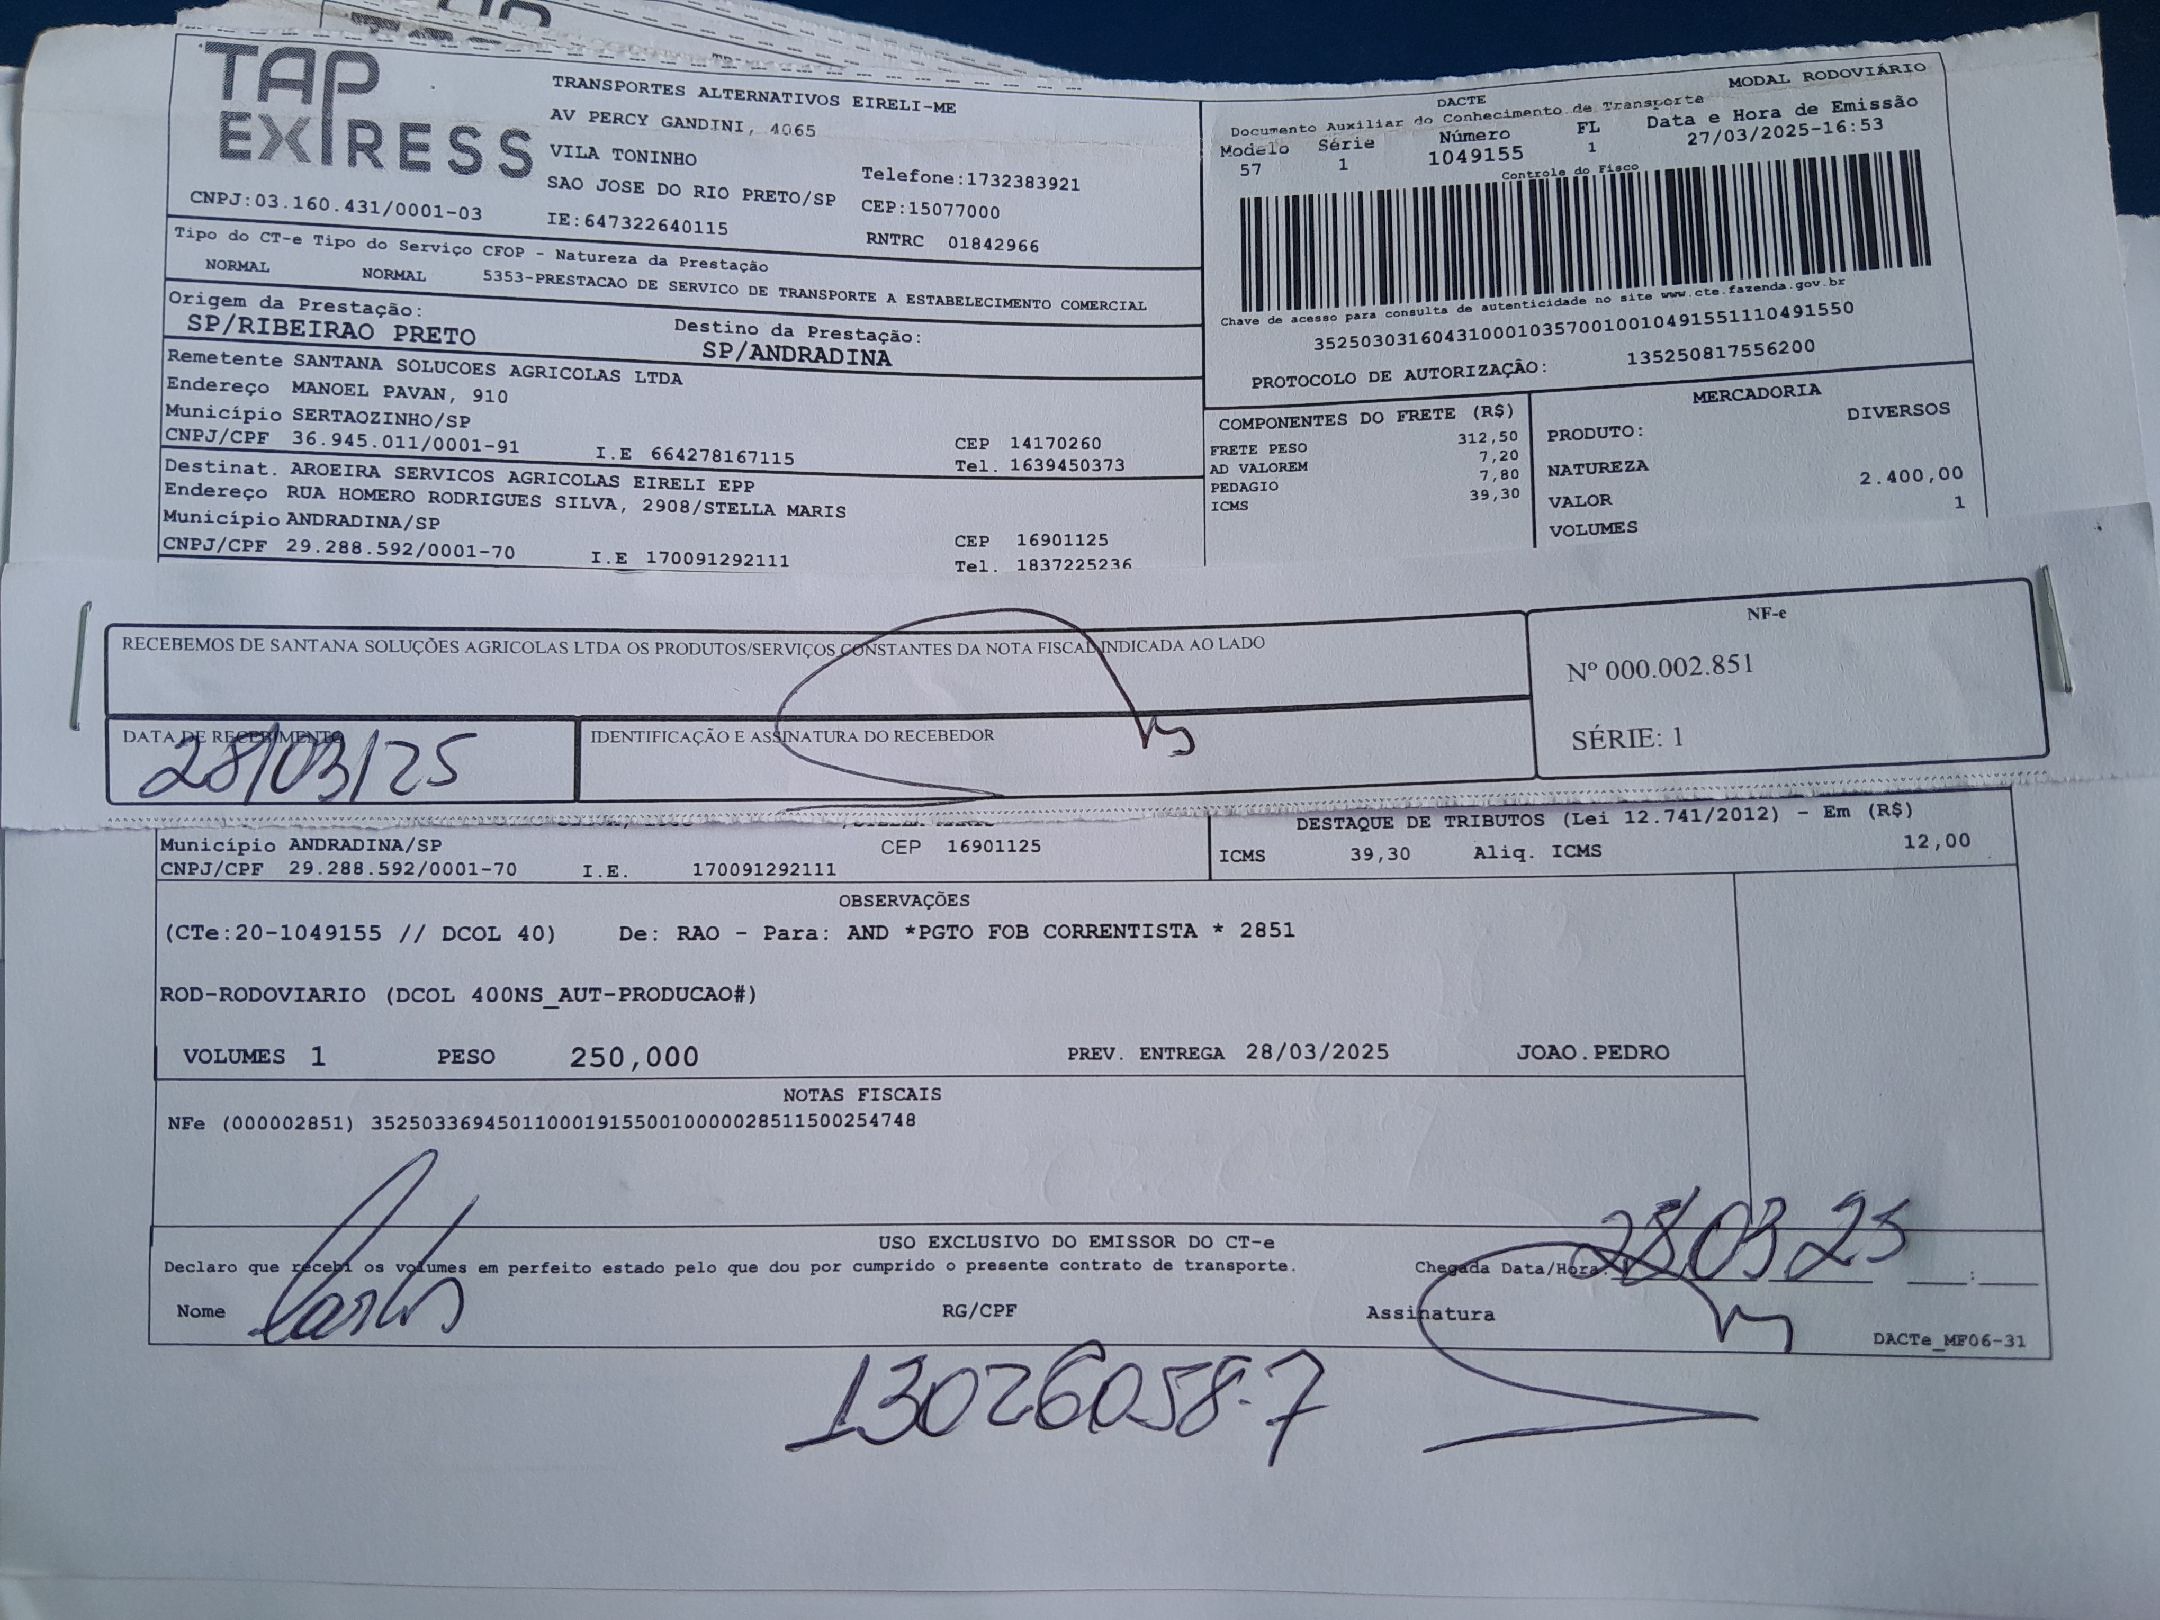 TAP EXPRESS
TRANSPORTES ALTERNATIVOS EIRELI-ME
AV PERCY GANDINI, 4065
VILA TONINHO
SAO JOSE DO RIO PRETO/SP
Telefone:1732383921
CEP:15077000
CNPJ:03.160.431/0001-03
IE:647322640115
RNTRC 01842966
Tipo do CT-e Tipo do Serviço CFOP - Natureza da Prestação
NORMAL NORMAL 5353-PRESTACAO DE SERVICO DE TRANSPORTE A ESTABELECIMENTO COMERCIAL
Origem da Prestação: Destino da Prestação:
SP/RIBEIRAO PRETO SP/ANDRADINA
Remetente SANTANA SOLUCOES AGRICOLAS LTDA
Endereço MANOEL PAVAN, 910
Município SERTAOZINHO/SP CEP 14170260
CNPJ/CPF 36.945.011/0001-91 I.E 664278167115 Tel. 1639450373
Destinat. AROEIRA SERVICOS AGRICOLAS EIRELI EPP
Endereço RUA HOMERO RODRIGUES SILVA, 2908/STELLA MARIS
Município ANDRADINA/SP CEP 16901125
CNPJ/CPF 29.288.592/0001-70 I.E 170091292111 Tel. 1837225236
MODAL RODOVIÁRIO
DACTE
Documento Auxiliar do Conhecimento de Transporte
Modelo Série Número FL Data e Hora de Emissão
57 1 1049155 1 27/03/2025-16:53
Controle do Fisco
Chave de acesso para consulta de autenticidade no site www.cte.fazenda.gov.br
35250303160431000103570010010491551110491550
PROTOCOLO DE AUTORIZAÇÃO: 135250817556200
COMPONENTES DO FRETE (R$)
FRETE PESO 312,50
AD VALOREM 7,20
PEDAGIO 7,80
ICMS 39,30
MERCADORIA
PRODUTO: DIVERSOS
NATUREZA
VALOR 2.400,00
VOLUMES 1
RECEBEMOS DE SANTANA SOLUÇÕES AGRICOLAS LTDA OS PRODUTOS/SERVIÇOS CONSTANTES DA NOTA FISCAL INDICADA AO LADO
DATA DE RECEBIMENTO
28/03/25
IDENTIFICAÇÃO E ASSINATURA DO RECEBEDOR
NF-e
Nº 000.002.851
SÉRIE: 1
Município ANDRADINA/SP CEP 16901125
CNPJ/CPF 29.288.592/0001-70 I.E. 170091292111
DESTAQUE DE TRIBUTOS (Lei 12.741/2012) - Em (R$)
ICMS 39,30 Aliq. ICMS 12,00
OBSERVAÇÕES
(CTe:20-1049155 // DCOL 40) De: RAO - Para: AND *PGTO FOB CORRENTISTA * 2851
ROD-RODOVIARIO (DCOL 400NS_AUT-PRODUCAO#)
VOLUMES 1 PESO 250,000 PREV. ENTREGA 28/03/2025 JOAO.PEDRO
NOTAS FISCAIS
NFe (000002851) 35250336945011000191550010000028511500254748
USO EXCLUSIVO DO EMISSOR DO CT-e
Declaro que recebi os volumes em perfeito estado pelo que dou por cumprido o presente contrato de transporte.
Chegada Data/Hora: 28/03 25
Nome Carlos RG/CPF Assinatura
DACTe_MF06-31
13026058-7